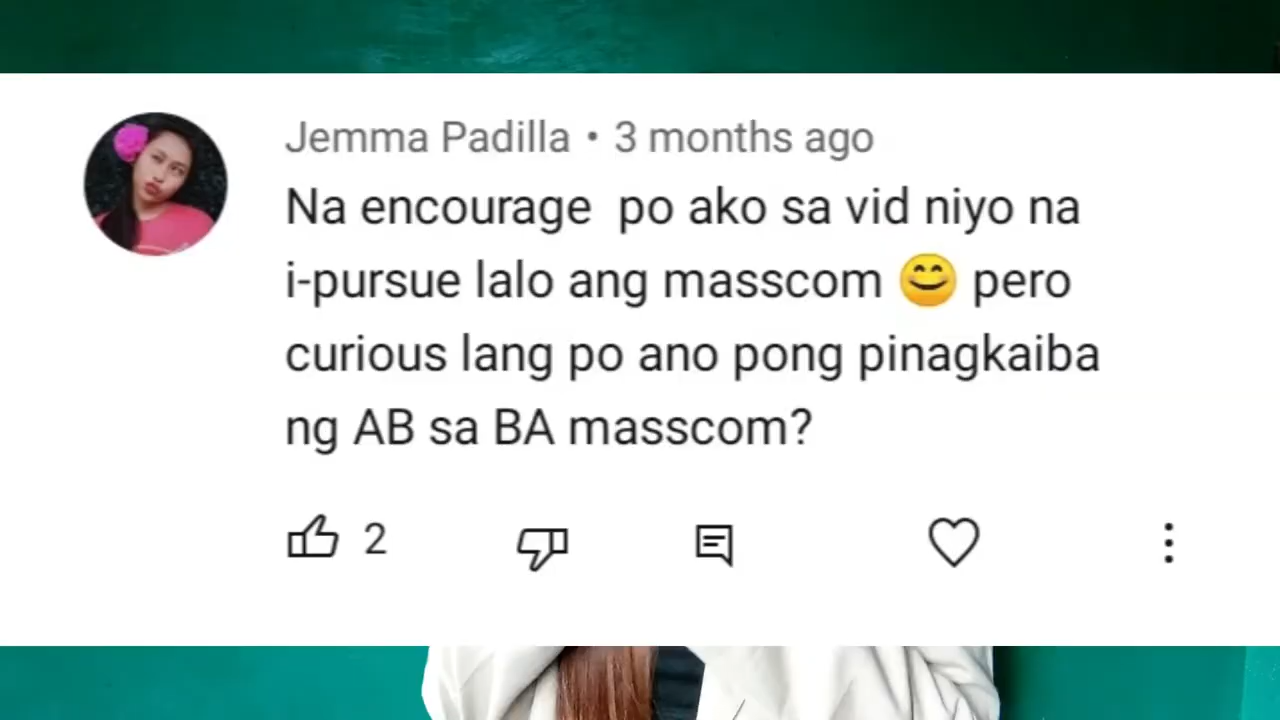 Jemma Padilla • 3 months ago
Na encourage po ako sa vid niyo na
i-pursue lalo ang masscom 😊 pero
curious lang po ano pong pinagkaiba
ng AB sa BA masscom?
2